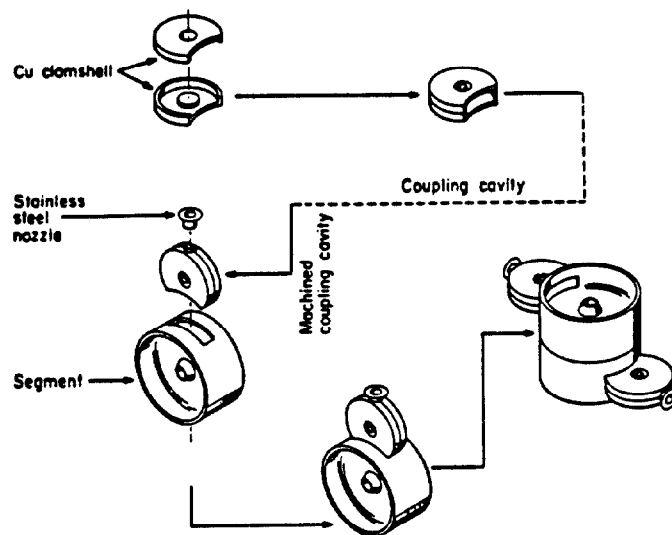 Cu clamshell
Coupling cavity
Stainless
steel
nozzle
Machined
coupling cavity
Segment